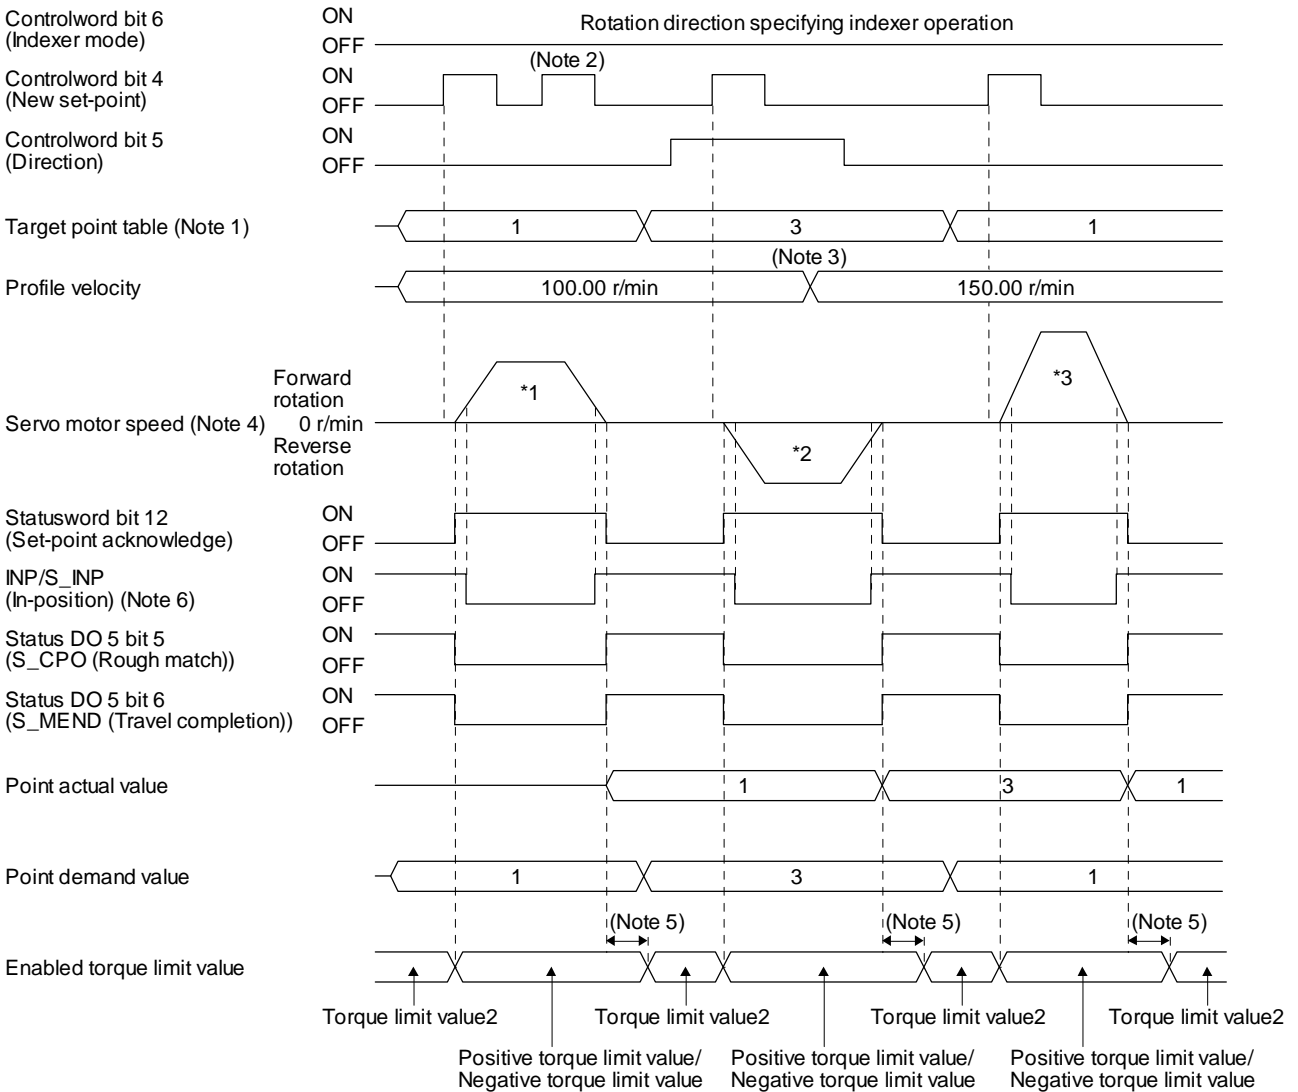 Controlword bit 6
(Indexer mode)
ON
OFF
Rotation direction specifying indexer operation
Controlword bit 4
(New set-point)
ON
OFF
(Note 2)
Controlword bit 5
(Direction)
ON
OFF
Target point table (Note 1)
1
3
1
Profile velocity
100.00 r/min
(Note 3)
150.00 r/min
Servo motor speed (Note 4)
Forward
rotation
0 r/min
Reverse
rotation
*1
*2
*3
Statusword bit 12
(Set-point acknowledge)
ON
OFF
INP/S_INP
(In-position) (Note 6)
ON
OFF
Status DO 5 bit 5
(S_CPO (Rough match))
ON
OFF
Status DO 5 bit 6
(S_MEND (Travel completion))
ON
OFF
Point actual value
1
3
1
Point demand value
1
3
1
(Note 5)
(Note 5)
(Note 5)
Enabled torque limit value
Torque limit value2
Torque limit value2
Torque limit value2
Torque limit value2
Positive torque limit value/
Negative torque limit value
Positive torque limit value/
Negative torque limit value
Positive torque limit value/
Negative torque limit value